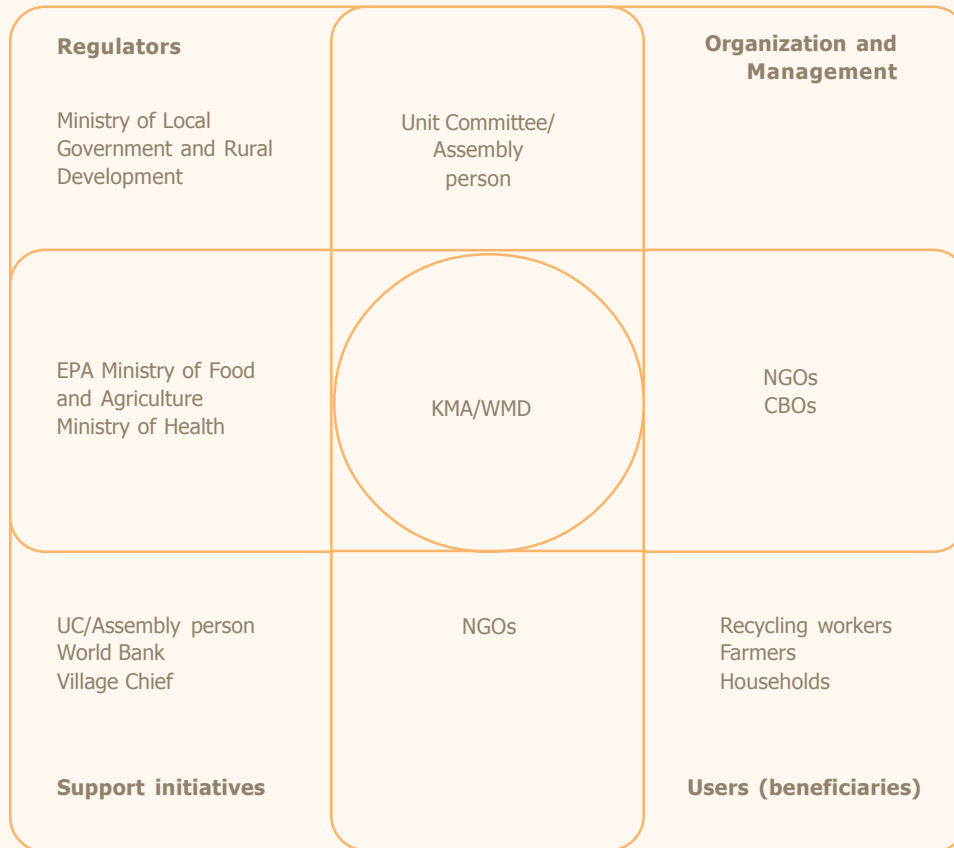 Regulators
Organization and
Management
Ministry of Local
Government and Rural
Development
Unit Committee/
Assembly
person
EPA Ministry of Food
and Agriculture
Ministry of Health
KMA/WMD
NGOs
CBOs
UC/Assembly person
World Bank
Village Chief
NGOs
Recycling workers
Farmers
Households
Support initiatives
Users (beneficiaries)